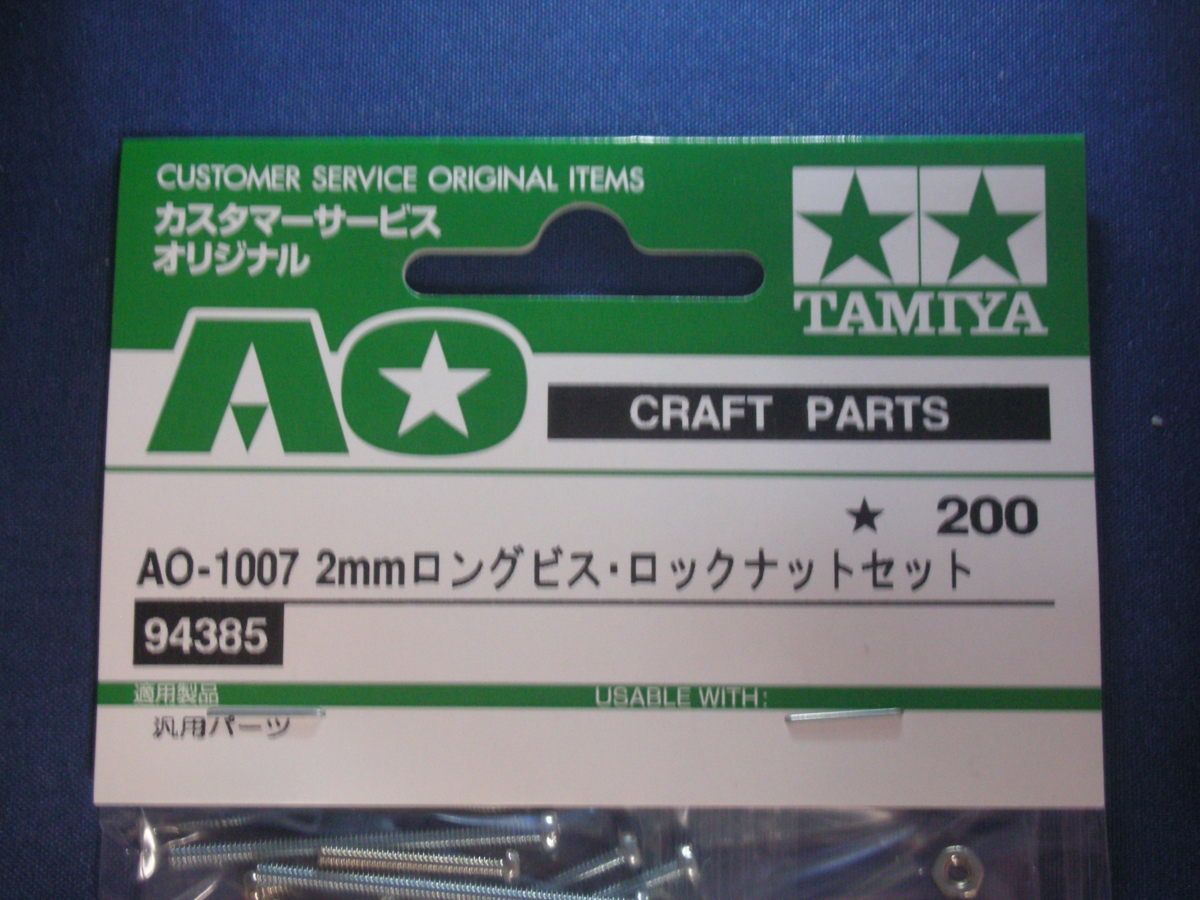 CUSTOMER SERVICE ORIGINAL ITEMS
カスタマーサービス
オリジナル
TAMIYA
AO
CRAFT PARTS
★ 200
AO-1007 2mmロングビス・ロックナットセット
94385
適用製品 USABLE WITH:
汎用パーツ